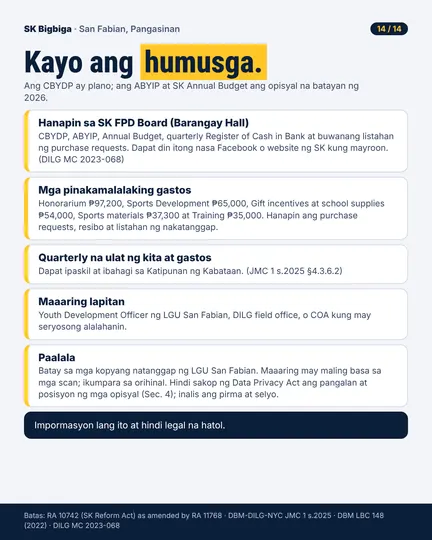 SK Bigbiga · San Fabian, Pangasinan
14 / 14
Kayo ang humusga.
Ang CBYDP ay plano; ang ABYIP at SK Annual Budget ang opisyal na batayan ng
2026.
Hanapin sa SK FPD Board (Barangay Hall)
CBYDP, ABYIP, Annual Budget, quarterly Register of Cash in Bank at buwanang listahan
ng purchase requests. Dapat din itong nasa Facebook o website ng SK kung mayroon.
(DILG MC 2023-068)
Mga pinakamalalaking gastos
Honorarium ₱97,200, Sports Development ₱65,000, Gift incentives at school supplies
₱54,000, Sports materials ₱37,300 at Training ₱35,000. Hanapin ang purchase
requests, resibo at listahan ng nakatanggap.
Quarterly na ulat ng kita at gastos
Dapat ipaskil at ibahagi sa Katipunan ng Kabataan. (JMC 1 s.2025 §4.3.6.2)
Maaaring lapitan
Youth Development Officer ng LGU San Fabian, DILG field office, o COA kung may
seryosong alalahanin.
Paalala
Batay sa mga kopyang natanggap ng LGU San Fabian. Maaaring may maling basa sa
mga scan; ikumpara sa orihinal. Hindi sakop ng Data Privacy Act ang pangalan at
posisyon ng mga opisyal (Sec. 4); inalis ang pirma at selyo.
Impormasyon lang ito at hindi legal na hatol.
Batas: RA 10742 (SK Reform Act) as amended by RA 11768 · DBM-DILG-NYC JMC 1 s.2025 · DBM LBC 148
(2022) · DILG MC 2023-068